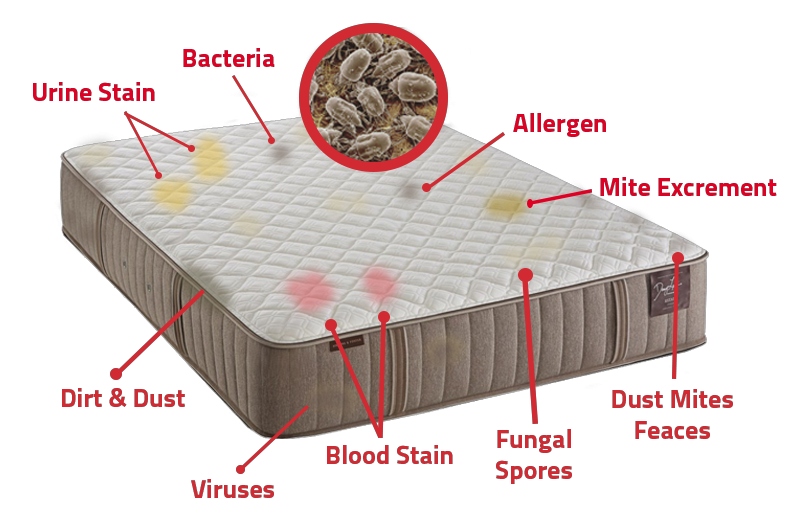 Bacteria
Urine Stain
Allergen
Mite Excrement
Dirt & Dust
Dust Mites
Feaces
Blood Stain
Fungal
Spores
Viruses